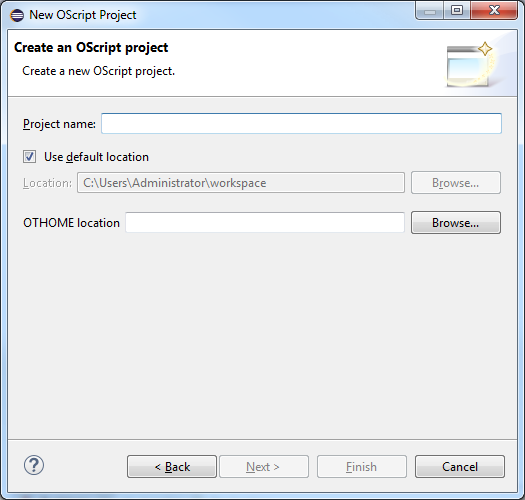 New OScript Project
Create an OScript project
Create a new OScript project.
Project name:
Use default location
Location: C:\Users\Administrator\workspace Browse...
OTHOME location Browse...
? < Back Next > Finish Cancel